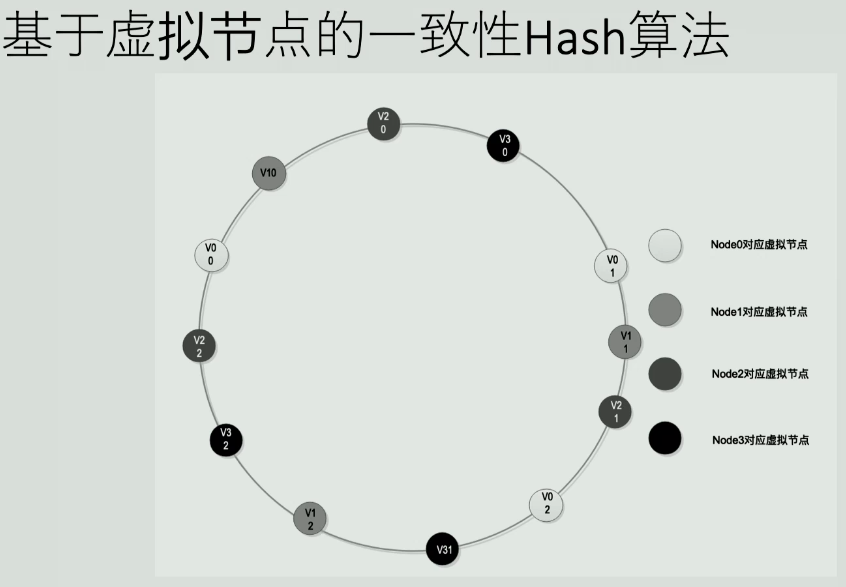 基于虚拟节点的一致性Hash算法
V2
0
V3
0
V10
V0
0
V0
1
Node0对应虚拟节点
V1
1
Node1对应虚拟节点
V2
2
Node2对应虚拟节点
V2
1
V3
2
Node3对应虚拟节点
V0
2
V1
2
V31